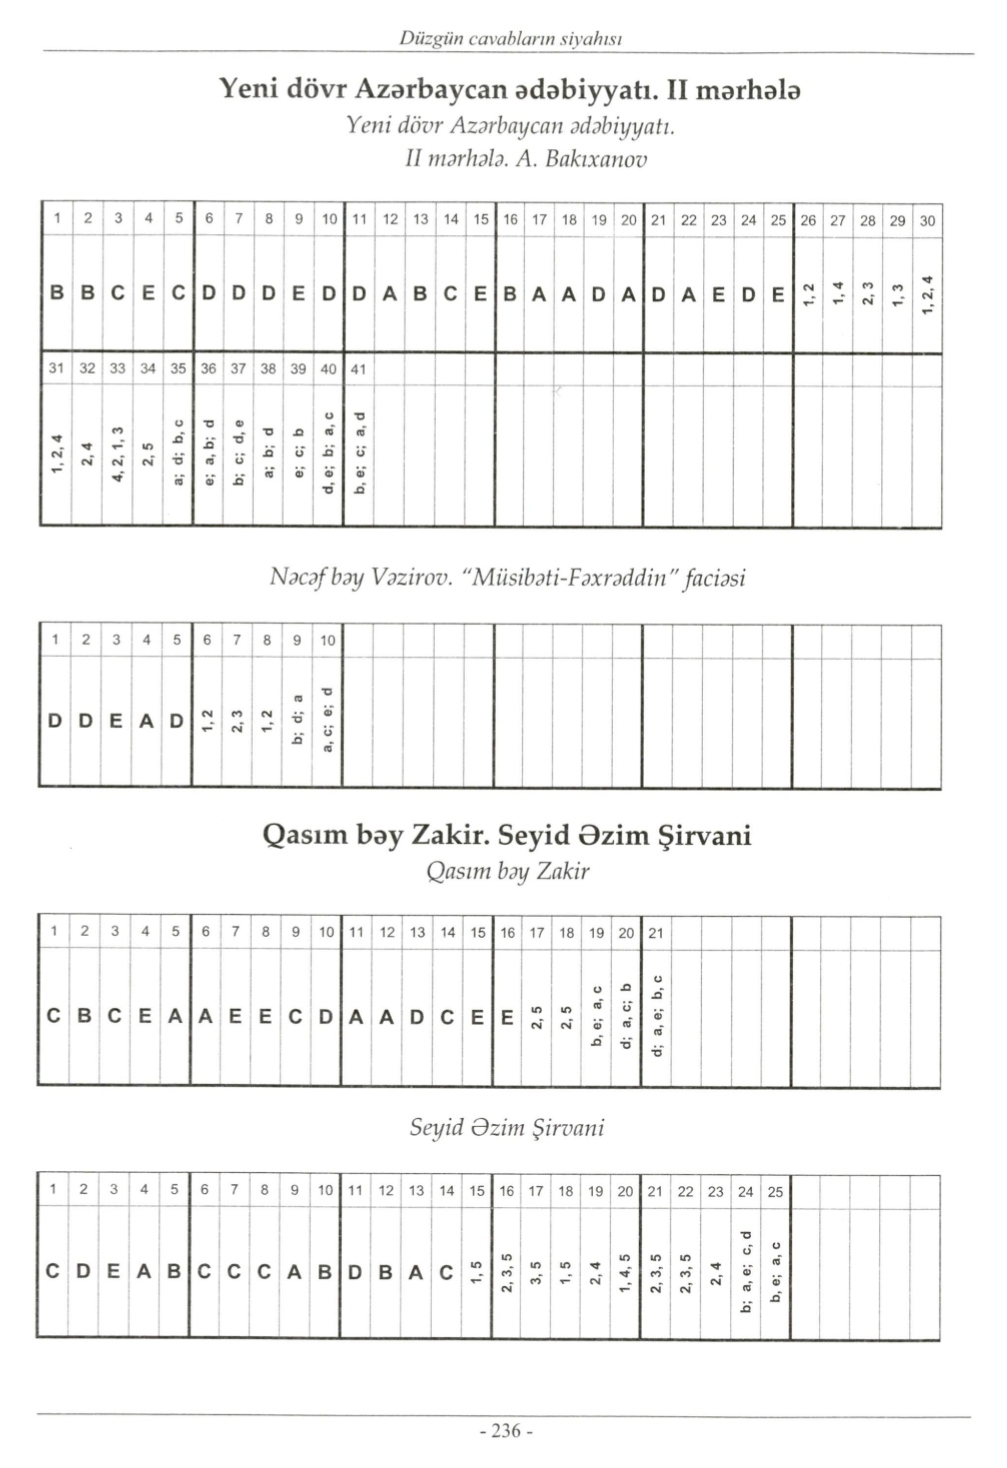 Düzgün cavabların siyahısı
Yeni dövr Azərbaycan ədəbiyyatı. II mərhələ
Yeni dövr Azərbaycan ədəbiyyatı.
II mərhələ. A. Bakıxanov
1 2 3 4 5 6 7 8 9 10 11 12 13 14 15 16 17 18 19 20 21 22 23 24 25 26 27 28 29 30
B B C E C D D D E D D A B C E B A A D A D A E D E 1, 2 1, 4 2, 3 1, 3 1, 2, 4
31 32 33 34 35 36 37 38 39 40 41
1, 2, 4 2, 4 4, 2, 1, 3 2, 5 a; d; b, c e; a, b; d b; c; d, e a; b; d e; c; b d, e; b; a, c b, e; c; a, d
Nəcəf bəy Vəzirov. “Müsibəti-Fəxrəddin” faciəsi
1 2 3 4 5 6 7 8 9 10
D D E A D 1, 2 2, 3 1, 2 b; d; a a, c; e; d
Qasım bəy Zakir. Seyid Əzim Şirvani
Qasım bəy Zakir
1 2 3 4 5 6 7 8 9 10 11 12 13 14 15 16 17 18 19 20 21
C B C E A A E E C D A A D C E E 2, 5 2, 5 b, e; a, c d; a, c; b d; a, e; b, c
Seyid Əzim Şirvani
1 2 3 4 5 6 7 8 9 10 11 12 13 14 15 16 17 18 19 20 21 22 23 24 25
C D E A B C C C A B D B A C 1, 5 2, 3, 5 3, 5 1, 5 2, 4 1, 4, 5 2, 3, 5 2, 3, 5 2, 4 b; a, e; c, d b, e; a, c
- 236 -